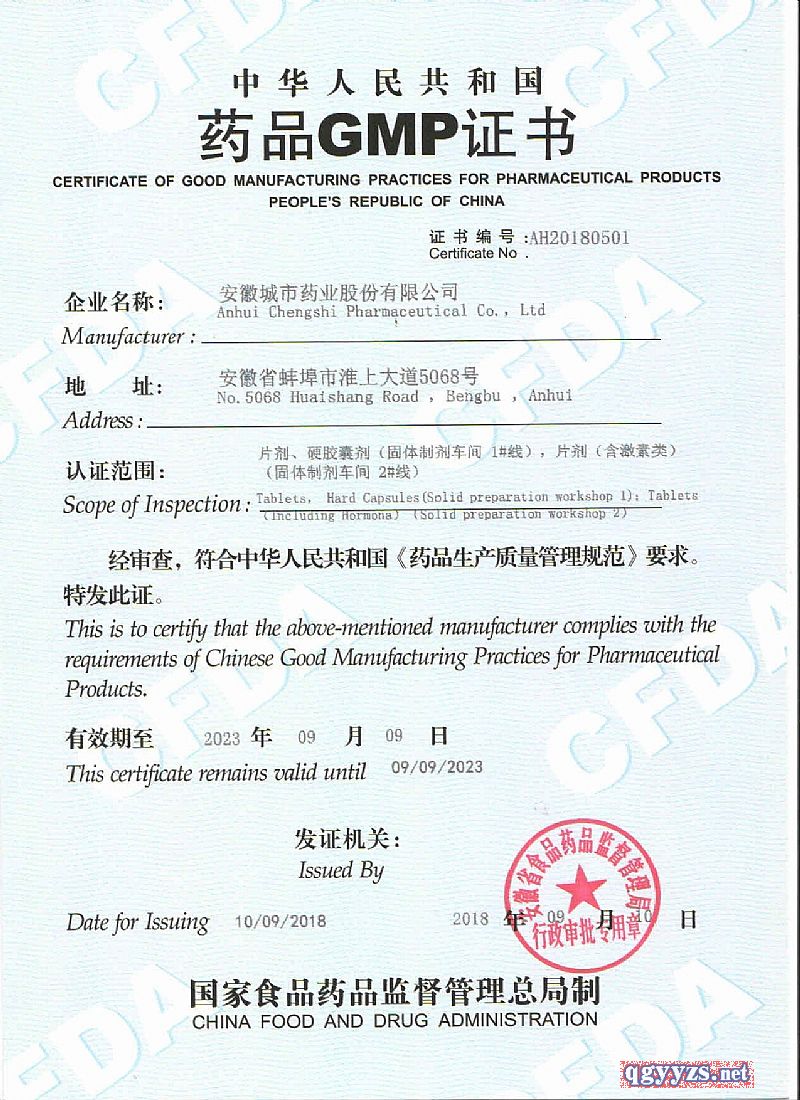 中华人民共和国
药品GMP证书
CERTIFICATE OF GOOD MANUFACTURING PRACTICES FOR PHARMACEUTICAL PRODUCTS
PEOPLE'S REPUBLIC OF CHINA
证书编号:AH20180501
Certificate No .
企业名称: 安徽城市药业股份有限公司
Anhui Chengshi Pharmaceutical Co., Ltd
Manufacturer :
地 址: 安徽省蚌埠市淮上大道5068号
No.5068 Huaishang Road , Bengbu , Anhui
Address :
片剂、硬胶囊剂（固体制剂车间 1#线），片剂（含激素类）
认证范围: （固体制剂车间 2#线）
Scope of Inspection : Tablets, Hard Capsules(Solid preparation workshop 1); Tablets
(Including Hormona) (Solid preparation workshop 2)
经审查，符合中华人民共和国《药品生产质量管理规范》要求。
特发此证。
This is to certify that the above-mentioned manufacturer complies with the
requirements of Chinese Good Manufacturing Practices for Pharmaceutical
Products.
有效期至 2023 年 09 月 09 日
This certificate remains valid until 09/09/2023
发证机关:
Issued By
安徽省食品药品监督管理局
行政审批专用章
Date for Issuing 10/09/2018 2018 年 09 月 10 日
国家食品药品监督管理总局制
CHINA FOOD AND DRUG ADMINISTRATION
CFDA
CFDA
CFDA
CFDA
CFDA
CFDA
CFDA
CFDA
qgyyzs.net